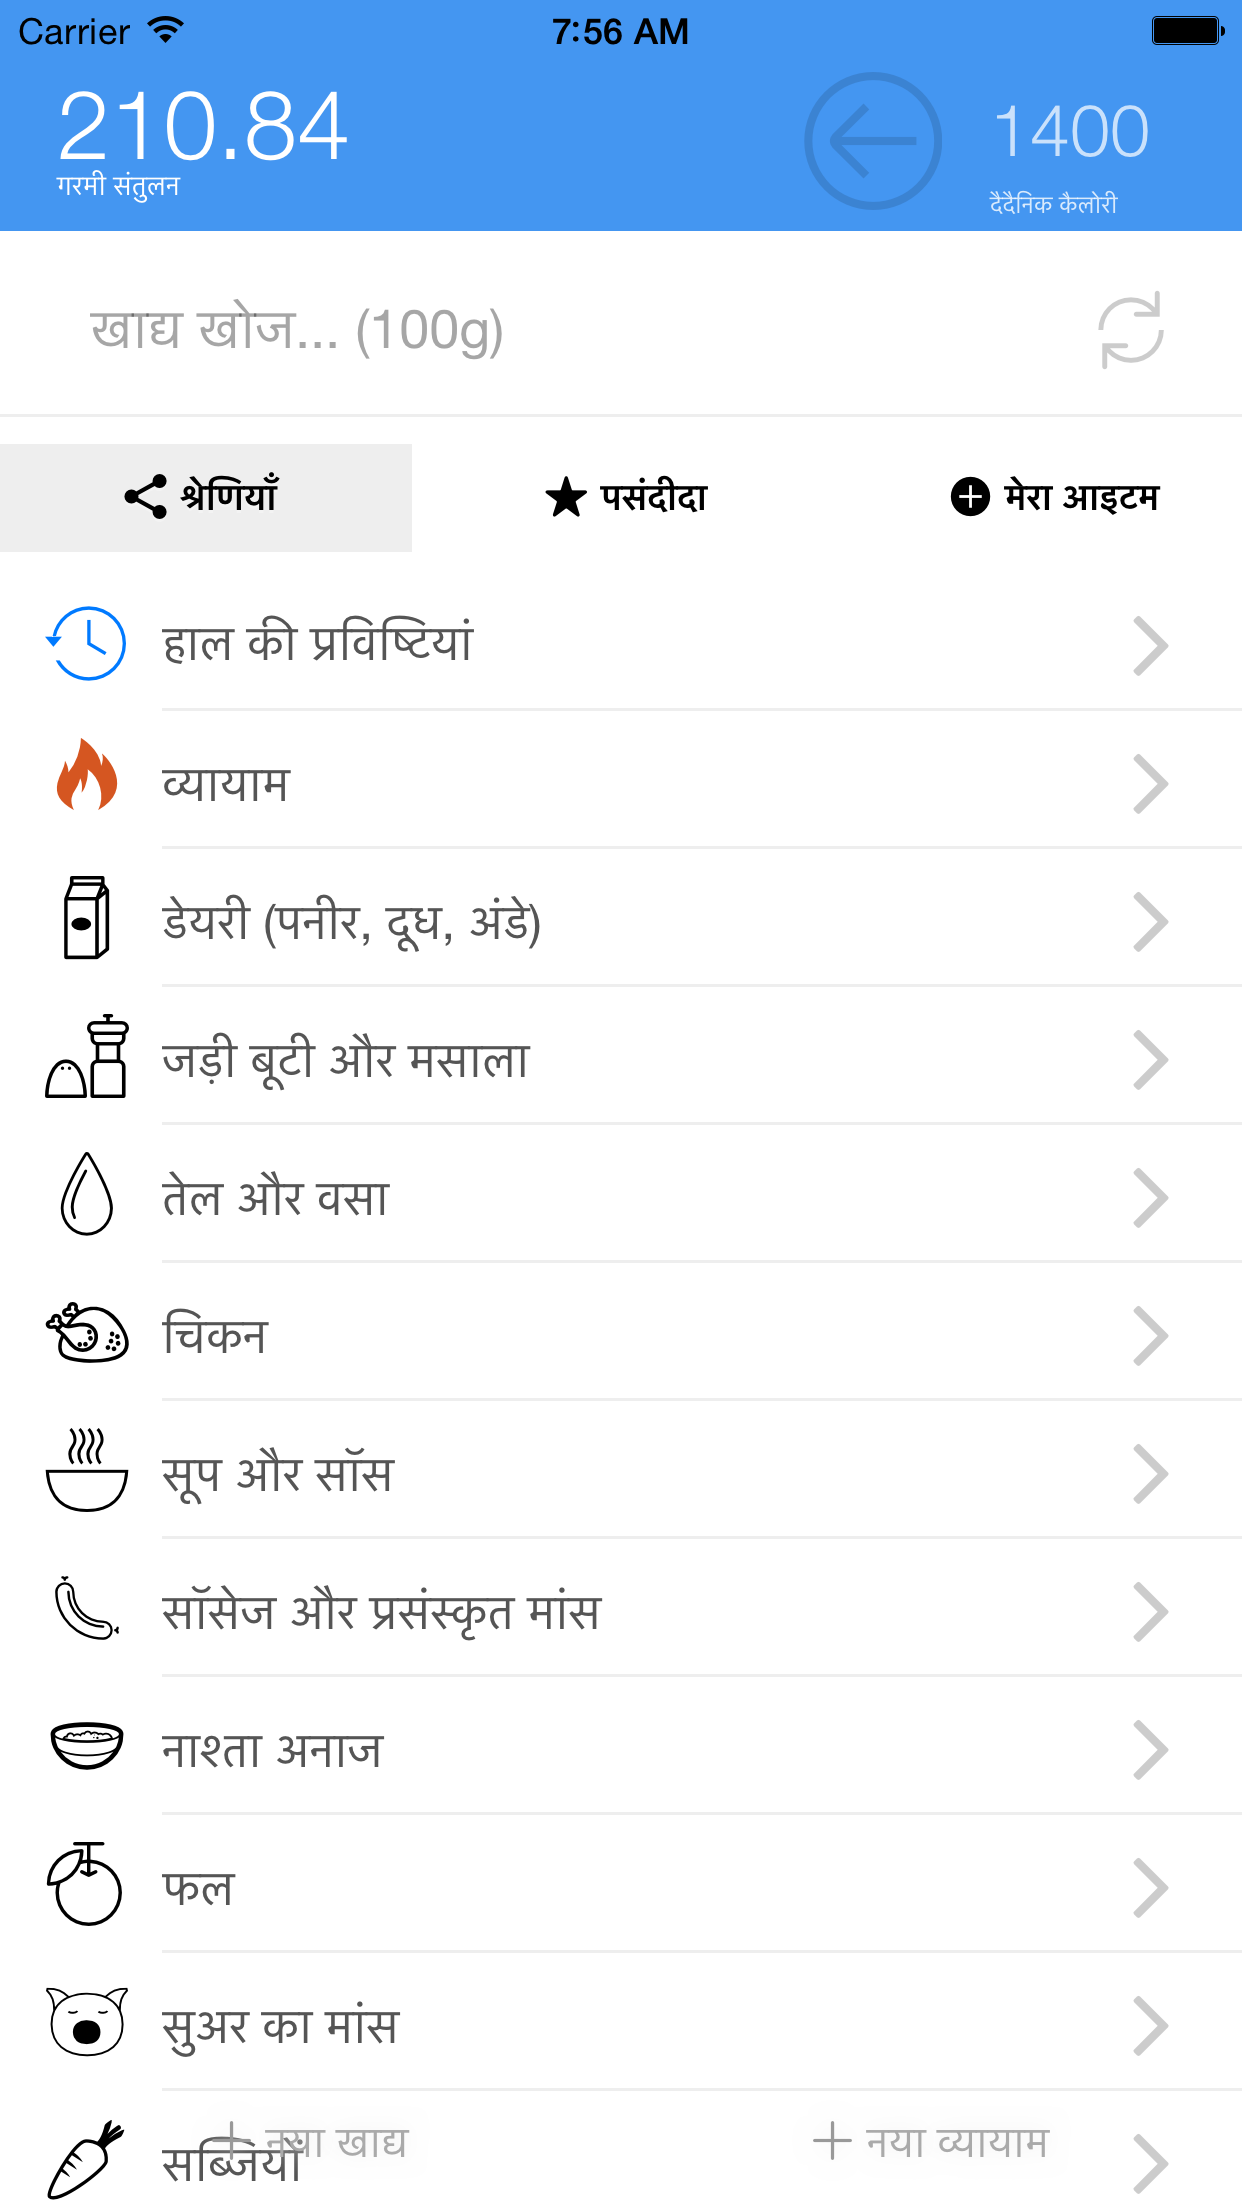 Carrier 7:56 AM
210.84
1400
गरमी संतुलन
दैदैनिक कैलोरी
खाद्य खोज... (100g)
श्रेणियाँ पसंदीदा मेरा आइटम
हाल की प्रविष्टियां
व्यायाम
डेयरी (पनीर, दूध, अंडे)
जड़ी बूटी और मसाला
तेल और वसा
चिकन
सूप और सॉस
सॉसेज और प्रसंस्कृत मांस
नाश्ता अनाज
फल
सुअर का मांस
नया खाद्य नया व्यायाम
सब्जियों